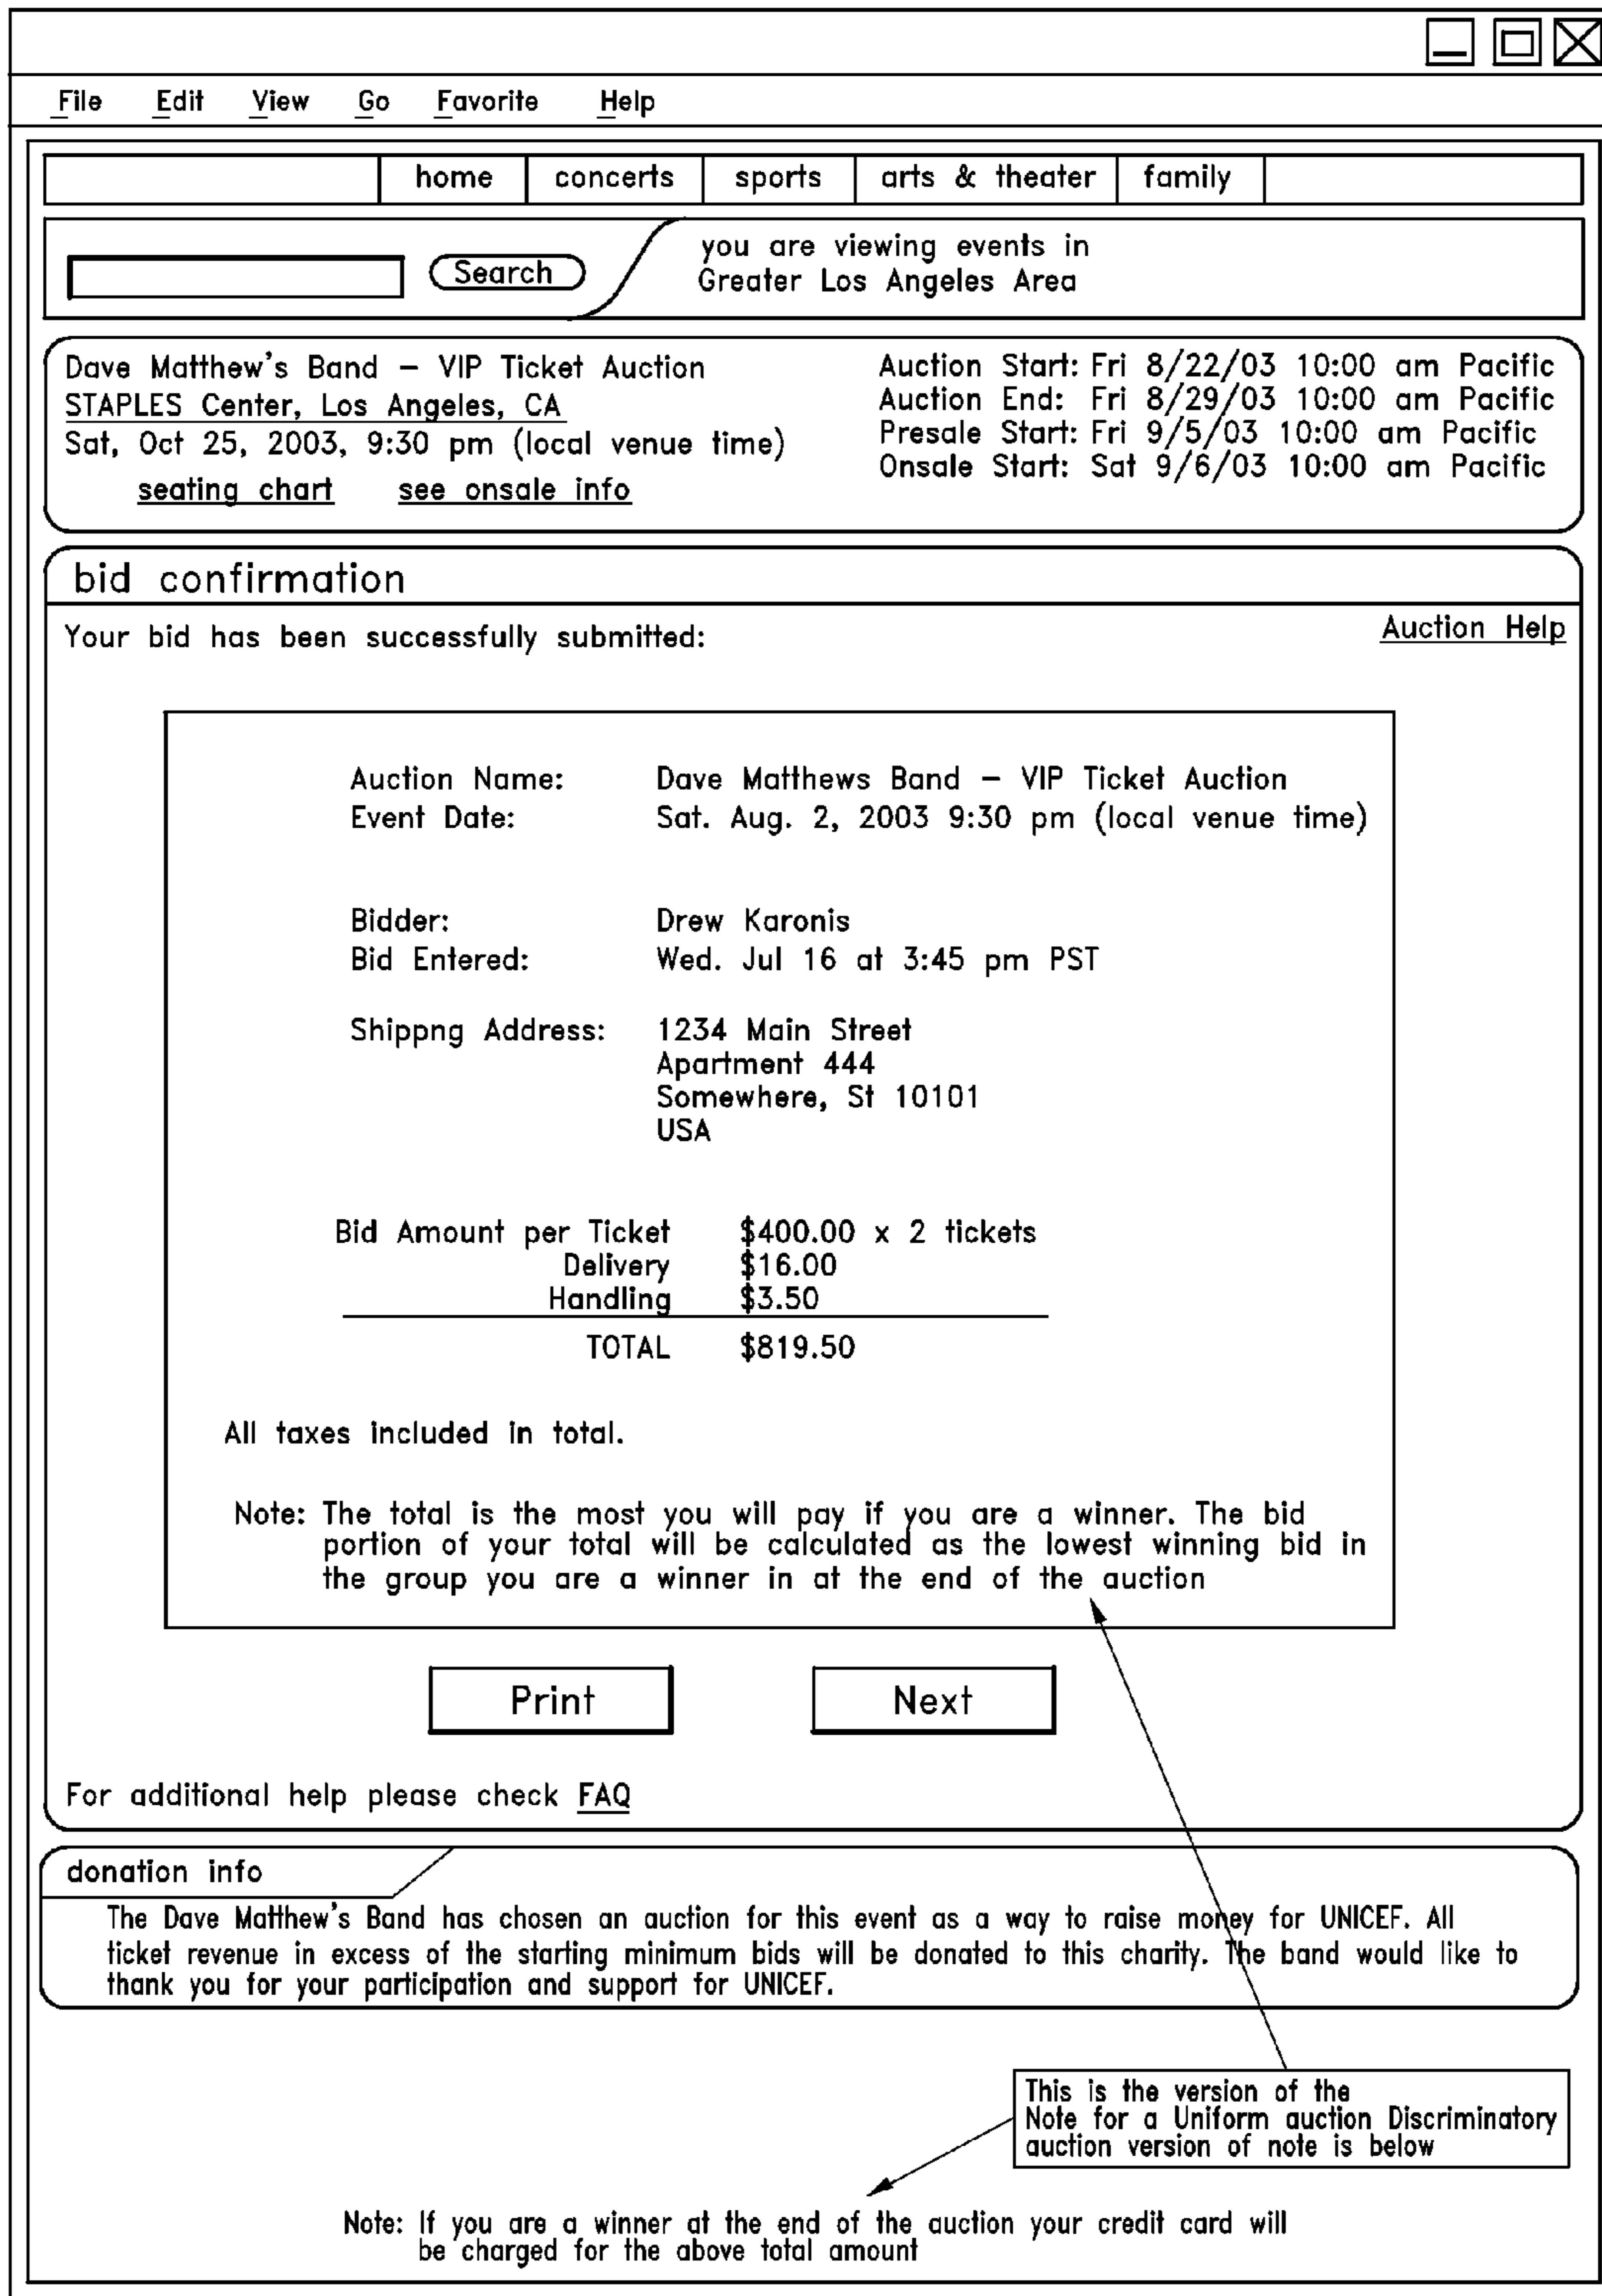 File Edit View Go Favorite Help
home concerts sports arts & theater family
Search
you are viewing events in
Greater Los Angeles Area
Dave Matthew's Band – VIP Ticket Auction
STAPLES Center, Los Angeles, CA
Sat, Oct 25, 2003, 9:30 pm (local venue time)
seating chart see onsale info
Auction Start: Fri 8/22/03 10:00 am Pacific
Auction End: Fri 8/29/03 10:00 am Pacific
Presale Start: Fri 9/5/03 10:00 am Pacific
Onsale Start: Sat 9/6/03 10:00 am Pacific
bid confirmation
Your bid has been successfully submitted:
Auction Help
Auction Name: Dave Matthews Band – VIP Ticket Auction
Event Date: Sat. Aug. 2, 2003 9:30 pm (local venue time)
Bidder: Drew Karonis
Bid Entered: Wed. Jul 16 at 3:45 pm PST
Shippng Address: 1234 Main Street
Apartment 444
Somewhere, St 10101
USA
Bid Amount per Ticket $400.00 x 2 tickets
Delivery $16.00
Handling $3.50
TOTAL $819.50
All taxes included in total.
Note: The total is the most you will pay if you are a winner. The bid
portion of your total will be calculated as the lowest winning bid in
the group you are a winner in at the end of the auction
Print Next
For additional help please check FAQ
donation info
The Dave Matthew's Band has chosen an auction for this event as a way to raise money for UNICEF. All
ticket revenue in excess of the starting minimum bids will be donated to this charity. The band would like to
thank you for your participation and support for UNICEF.
This is the version of the
Note for a Uniform auction Discriminatory
auction version of note is below
Note: If you are a winner at the end of the auction your credit card will
be charged for the above total amount